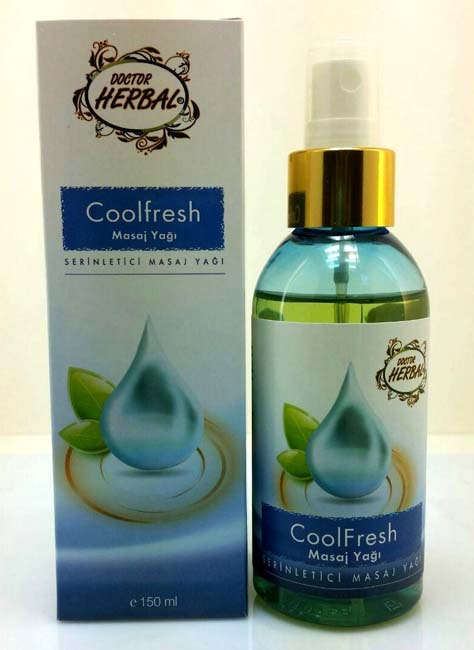 DOCTOR
HERBAL
Coolfresh
Masaj Yağı
SERİNLETİCİ MASAJ YAĞI
e 150 ml
DOCTOR
HERBAL
CoolFresh
Masaj Yağı
SERİNLETİCİ MASAJ YAĞI